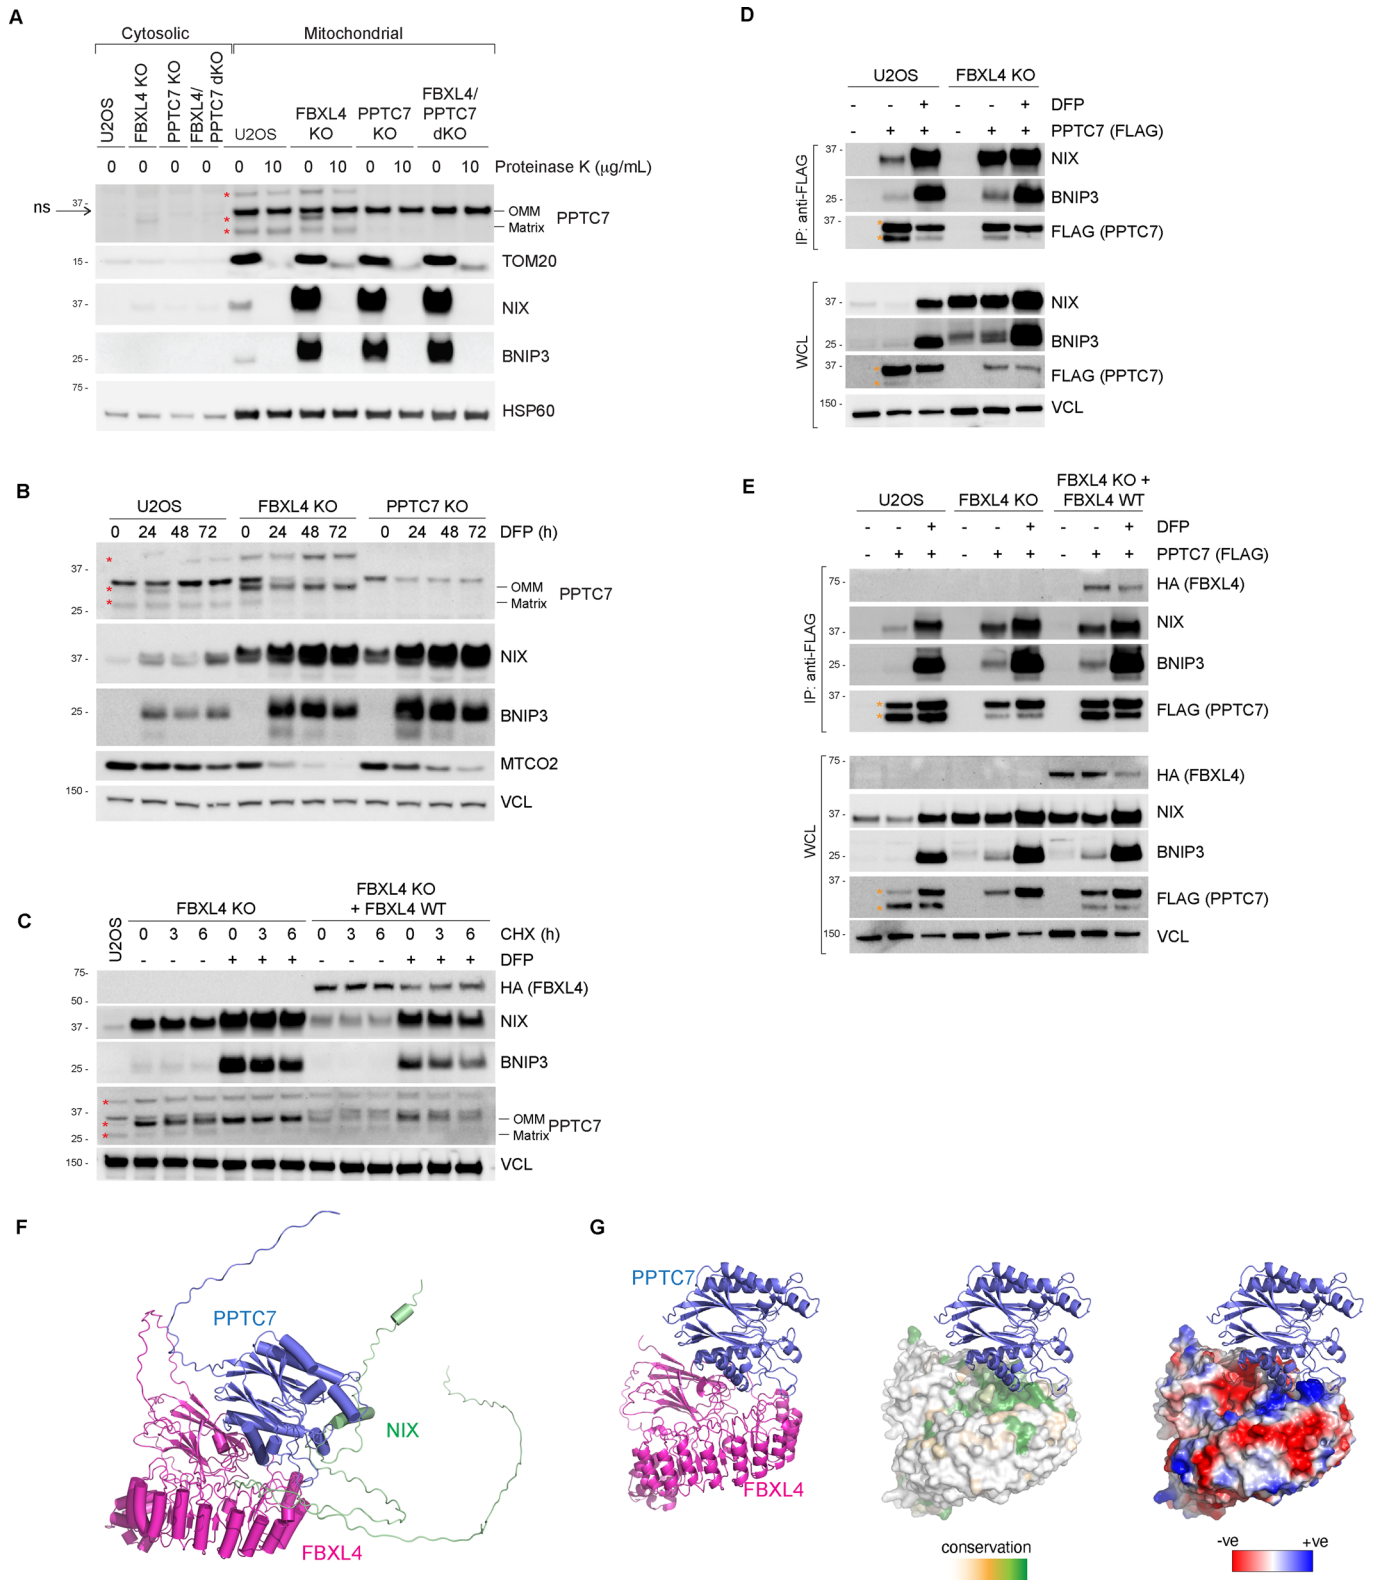 A
Cytosolic
Mitochondrial
U2OS
FBXL4 KO
PPTC7 KO
FBXL4/
PPTC7 dKO
U2OS
FBXL4
KO
PPTC7
KO
FBXL4/
PPTC7
dKO
0 0 0 0 0 10 0 10 0 10 0 10 Proteinase K (μg/mL)
ns
37 -
* * *
OMM
Matrix
PPTC7
15 - TOM20
37 - NIX
25 - BNIP3
75 -
HSP60
B
U2OS FBXL4 KO PPTC7 KO
0 24 48 72 0 24 48 72 0 24 48 72 DFP (h)
* * *
37 -
25 -
OMM
Matrix
PPTC7
37 - NIX
25 - BNIP3
MTCO2
150 -
VCL
C
U2OS
FBXL4 KO
FBXL4 KO
+ FBXL4 WT
0 3 6 0 3 6 0 3 6 0 3 6 CHX (h)
- - - + + + - - - + + + DFP
75-
50 -
HA (FBXL4)
37 - NIX
25 - BNIP3
* * *
37 -
25 -
OMM
Matrix
PPTC7
150 - VCL
D
U2OS FBXL4 KO
- - + - - + DFP
- + + - + + PPTC7 (FLAG)
IP: anti-FLAG
37 - NIX
25 - BNIP3
37 - * * FLAG (PPTC7)
WCL
37 - NIX
25 - BNIP3
37 - * * FLAG (PPTC7)
150 - VCL
E
U2OS FBXL4 KO
FBXL4 KO +
FBXL4 WT
- - + - - + - - + DFP
- + + - + + - + + PPTC7 (FLAG)
IP: anti-FLAG
75 - HA (FBXL4)
37 - NIX
25 - BNIP3
37 - * * FLAG (PPTC7)
WCL
75 - HA (FBXL4)
37 - NIX
25 - BNIP3
37 - * * FLAG (PPTC7)
150 - VCL
F
PPTC7
NIX
FBXL4
G
PPTC7
FBXL4
conservation
-ve +ve